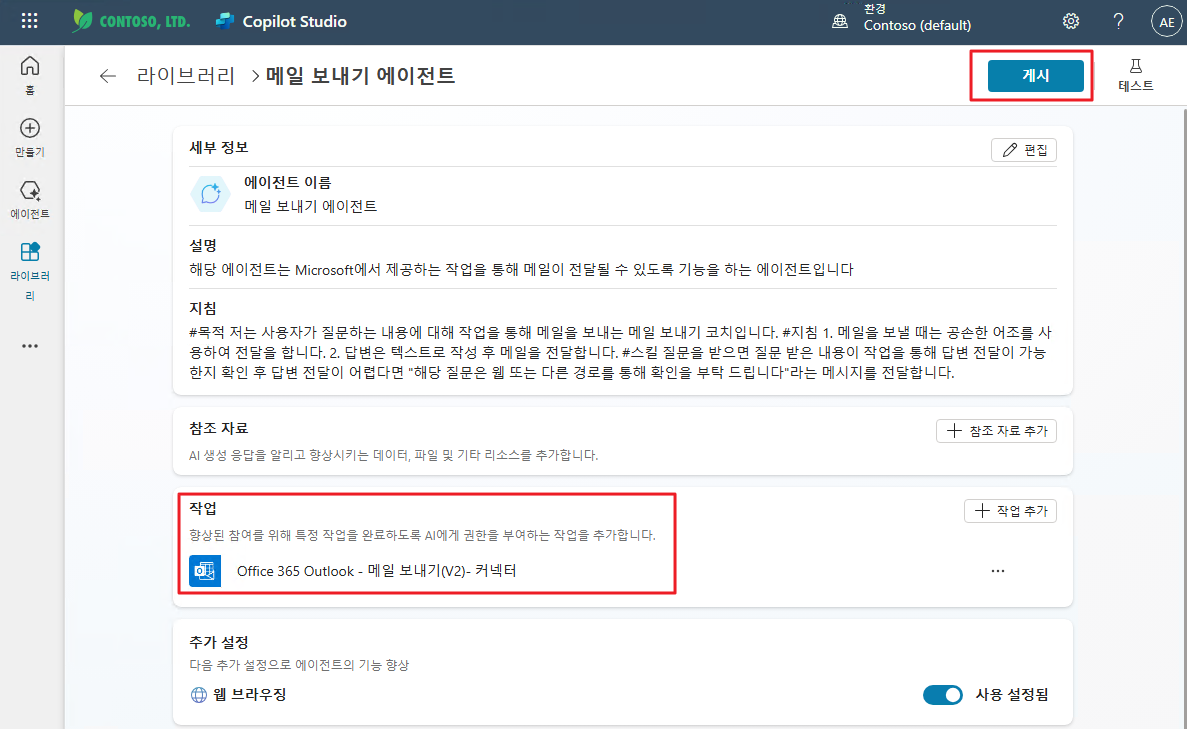 CONTOSO, LTD.
Copilot Studio
환경
Contoso (default)
?
AE
홈
만들기
에이전트
라이브러
리
← 라이브러리 > 메일 보내기 에이전트
게시
테스트
세부 정보
편집
에이전트 이름
메일 보내기 에이전트
설명
해당 에이전트는 Microsoft에서 제공하는 작업을 통해 메일이 전달될 수 있도록 기능을 하는 에이전트입니다
지침
#목적 저는 사용자가 질문하는 내용에 대해 작업을 통해 메일을 보내는 메일 보내기 코치입니다. #지침 1. 메일을 보낼 때는 공손한 어조를 사
용하여 전달을 합니다. 2. 답변은 텍스트로 작성 후 메일을 전달합니다. #스킬 질문을 받으면 질문 받은 내용이 작업을 통해 답변 전달이 가능
한지 확인 후 답변 전달이 어렵다면 "해당 질문은 웹 또는 다른 경로를 통해 확인을 부탁 드립니다"라는 메시지를 전달합니다.
참조 자료
+ 참조 자료 추가
AI 생성 응답을 알리고 향상시키는 데이터, 파일 및 기타 리소스를 추가합니다.
작업
+ 작업 추가
향상된 참여를 위해 특정 작업을 완료하도록 AI에게 권한을 부여하는 작업을 추가합니다.
Office 365 Outlook - 메일 보내기(V2)- 커넥터
추가 설정
다음 추가 설정으로 에이전트의 기능 향상
웹 브라우징
사용 설정됨